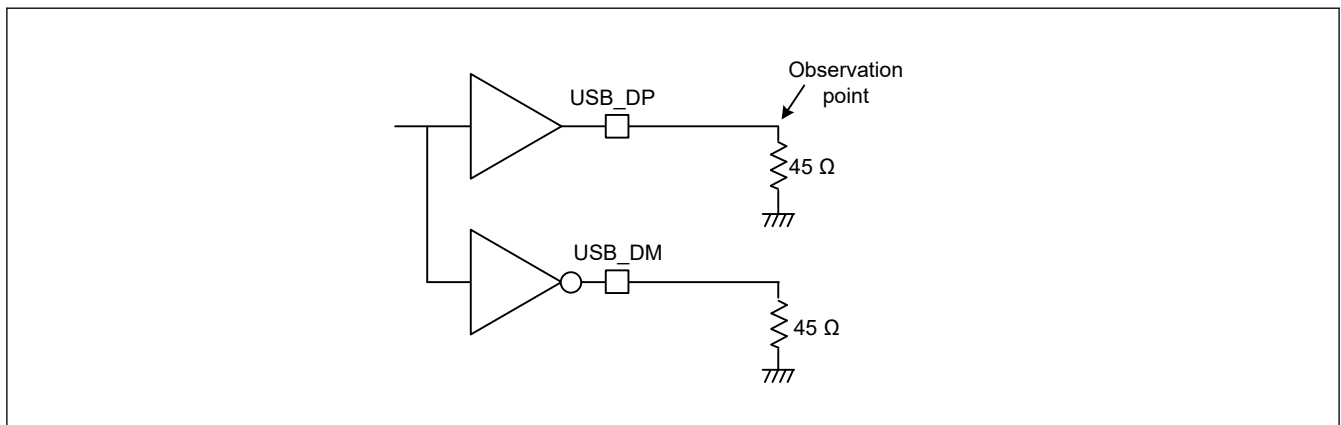 Observation
point
USB_DP
45 Ω
USB_DM
45 Ω